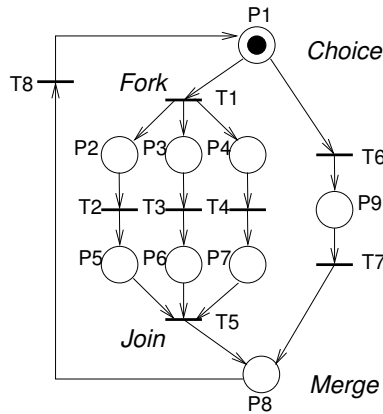 P1
Choice
T8
Fork
T1
P2
P3
P4
T6
T2
T3
T4
P9
P5
P6
P7
T7
Join
T5
P8
Merge